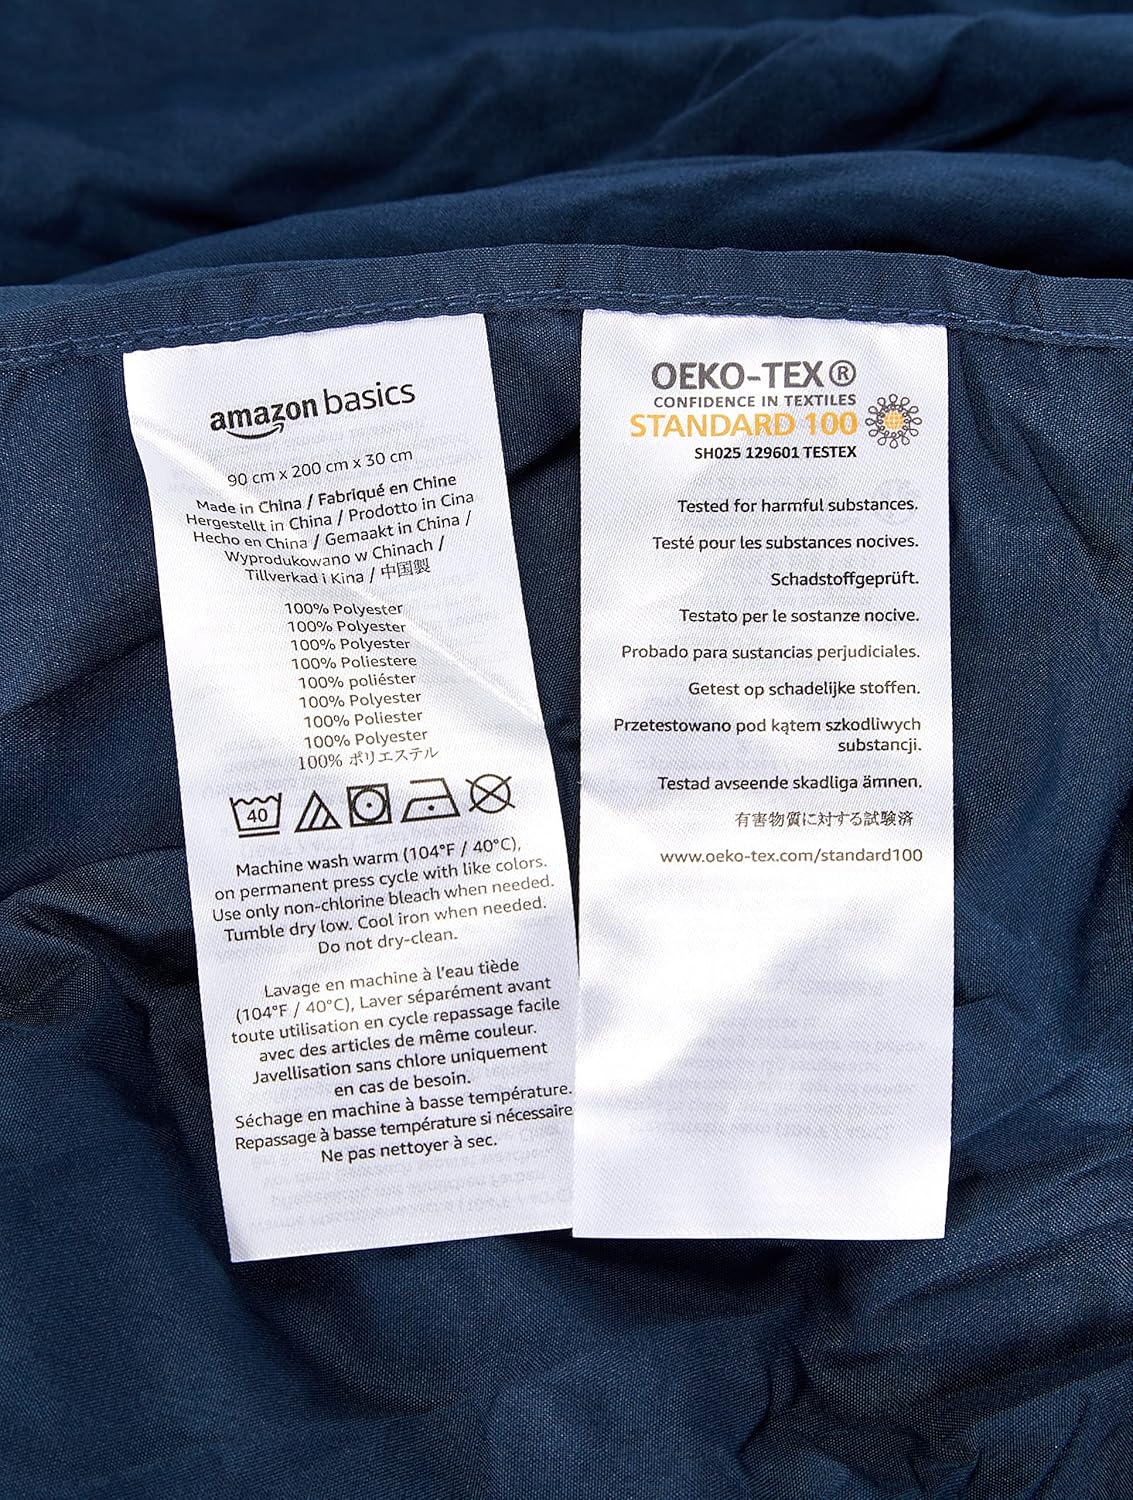 amazon basics
90 cm x 200 cm x 30 cm
Made in China / Fabriqué en Chine
Hergestellt in China / Prodotto in Cina
Hecho en China / Gemaakt in China /
Wyprodukowano w Chinach /
Tillverkad i Kina / 中国製
100% Polyester
100% Polyester
100% Polyester
100% Poliestere
100% poliéster
100% Polyester
100% Poliester
100% Polyester
100% ポリエステル
40
Machine wash warm (104°F / 40°C),
on permanent press cycle with like colors.
Use only non-chlorine bleach when needed.
Tumble dry low. Cool iron when needed.
Do not dry-clean.
Lavage en machine à l'eau tiède
(104°F / 40°C), Laver séparément avant
toute utilisation en cycle repassage facile
avec des articles de même couleur.
Javellisation sans chlore uniquement
en cas de besoin.
Séchage en machine à basse température.
Repassage à basse température si nécessaire
Ne pas nettoyer à sec.
OEKO-TEX®
CONFIDENCE IN TEXTILES
STANDARD 100
SH025 129601 TESTEX
Tested for harmful substances.
Testé pour les substances nocives.
Schadstoffgeprüft.
Testato per le sostanze nocive.
Probado para sustancias perjudiciales.
Getest op schadelijke stoffen.
Przetestowano pod kątem szkodliwych
substancji.
Testad avseende skadliga ämnen.
有害物質に対する試験済
www.oeko-tex.com/standard100